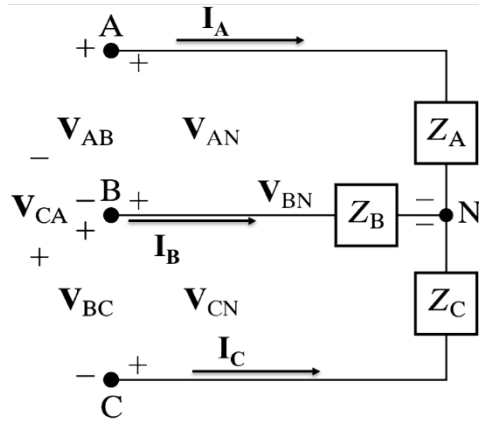 A
I_A
+
+
V_AB
V_AN
Z_A
−
B
−
+
V_BN
Z_B
−
−
N
V_CA
+
+
I_B
V_BC
V_CN
Z_C
−
+
I_C
C